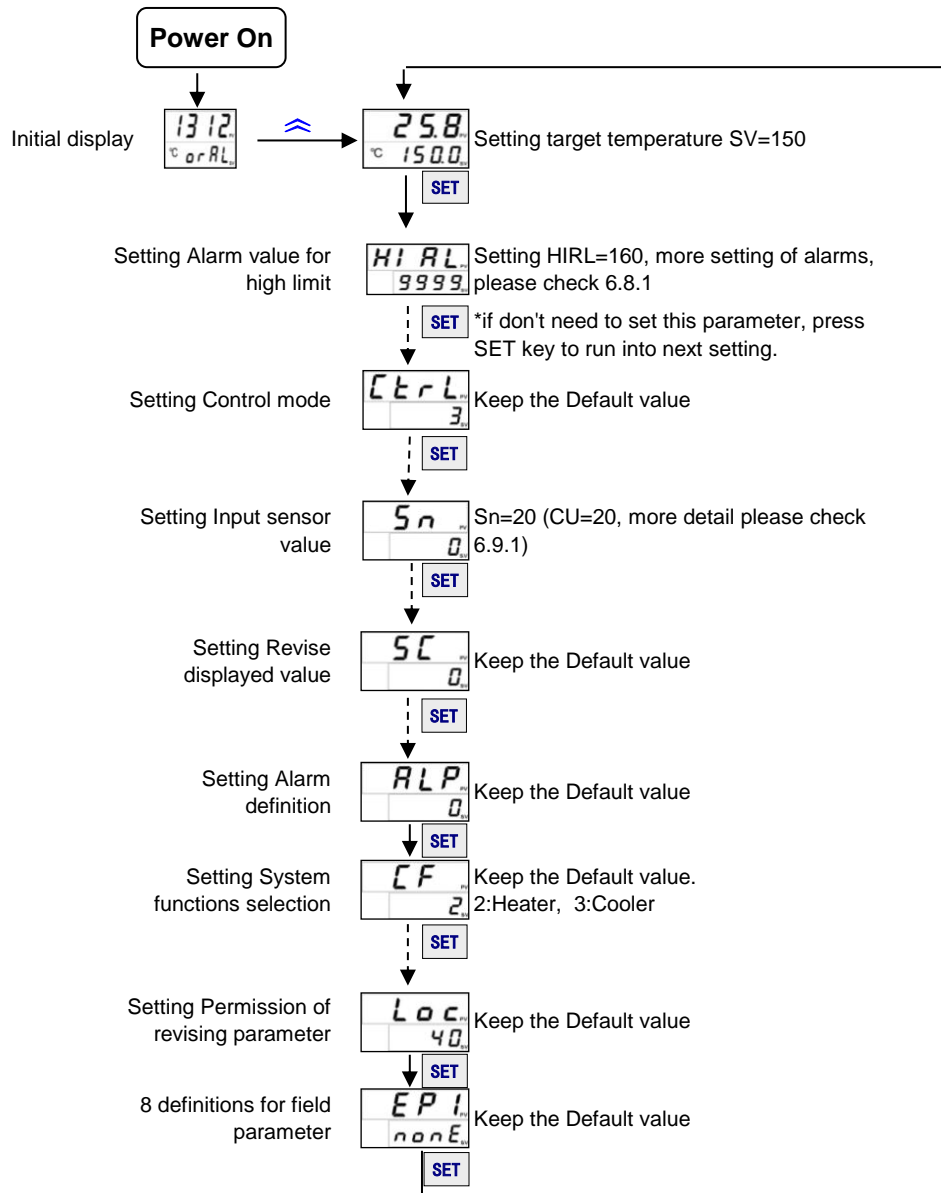 Power On
Initial display
1312
°C orAL
25.8
°C 150.0
Setting target temperature SV=150
SET
Setting Alarm value for
high limit
HIAL
9999
Setting HIRL=160, more setting of alarms,
please check 6.8.1
SET
*if don't need to set this parameter, press
SET key to run into next setting.
Setting Control mode
CtrL
3
Keep the Default value
SET
Setting Input sensor
value
Sn
0
Sn=20 (CU=20, more detail please check
6.9.1)
SET
Setting Revise
displayed value
SC
0
Keep the Default value
SET
Setting Alarm
definition
ALP
0
Keep the Default value
SET
Setting System
functions selection
CF
2
Keep the Default value.
2:Heater, 3:Cooler
SET
Setting Permission of
revising parameter
Loc
40
Keep the Default value
SET
8 definitions for field
parameter
EP1
nonE
Keep the Default value
SET